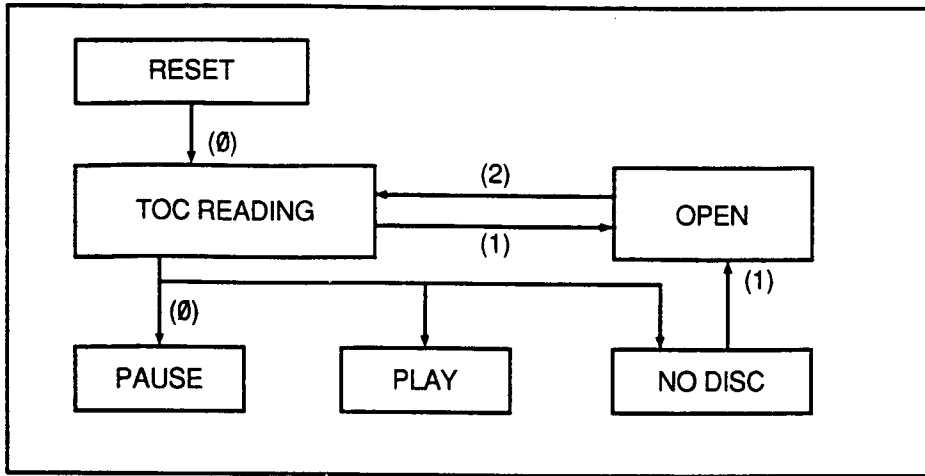 RESET
(Ø)
(2)
TOC READING
OPEN
(1)
(1)
(Ø)
PAUSE
PLAY
NO DISC